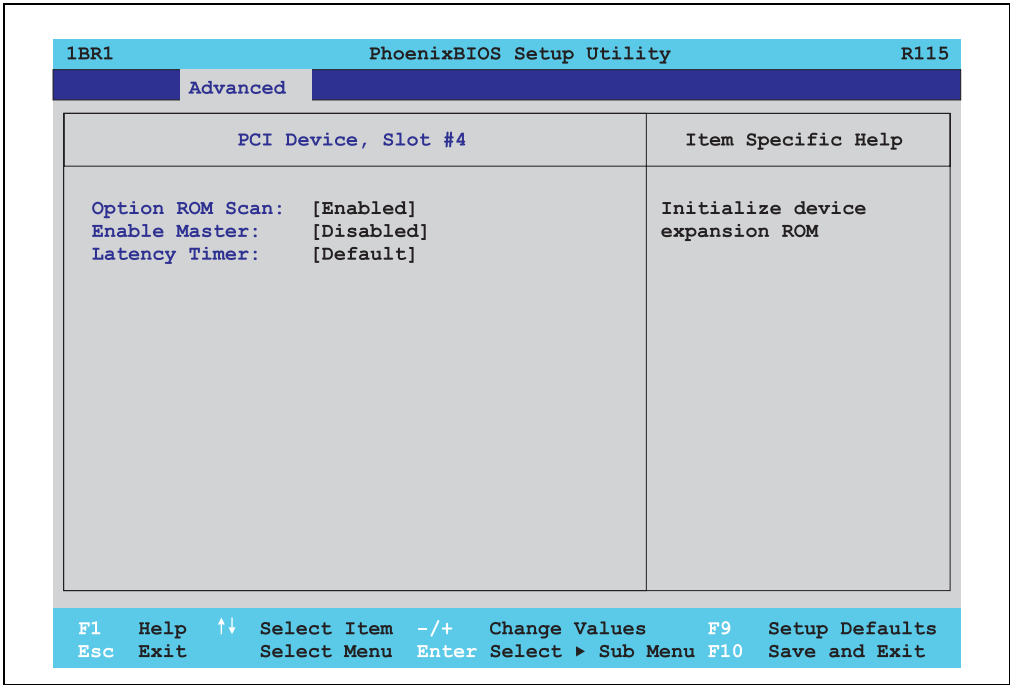 1BR1 PhoenixBIOS Setup Utility R115
Advanced
PCI Device, Slot #4
Item Specific Help
Option ROM Scan: [Enabled]
Enable Master: [Disabled]
Latency Timer: [Default]
Initialize device
expansion ROM
F1 Help ↑↓ Select Item -/+ Change Values F9 Setup Defaults
Esc Exit Select Menu Enter Select ▶ Sub Menu F10 Save and Exit